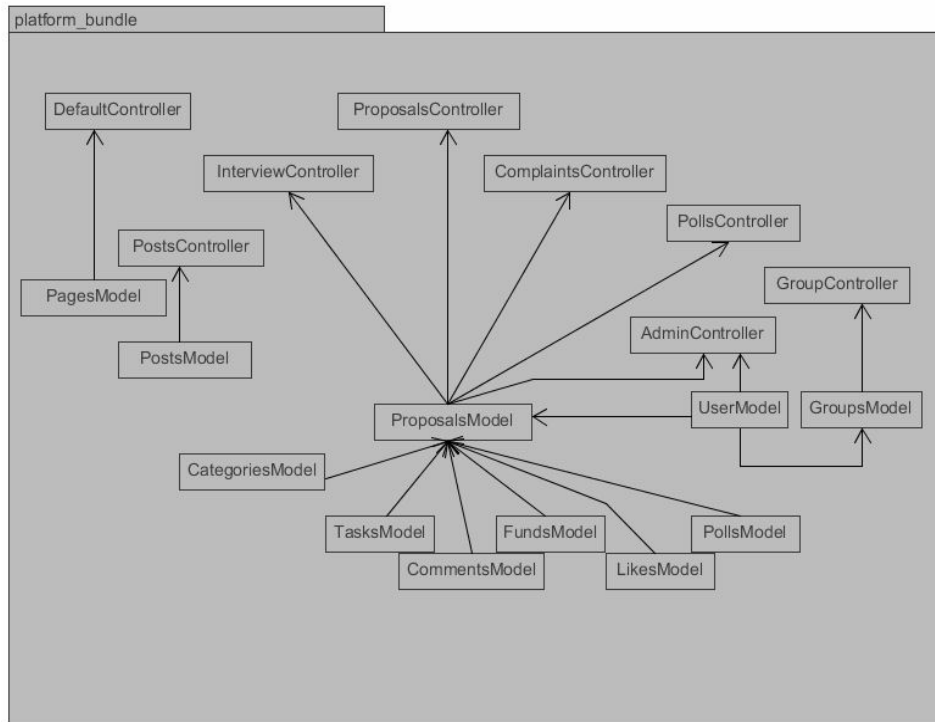 platform_bundle
DefaultController
ProposalsController
InterviewController
ComplaintsController
PollsController
PostsController
GroupController
PagesModel
AdminController
PostsModel
ProposalsModel
UserModel
GroupsModel
CategoriesModel
TasksModel
FundsModel
PollsModel
CommentsModel
LikesModel